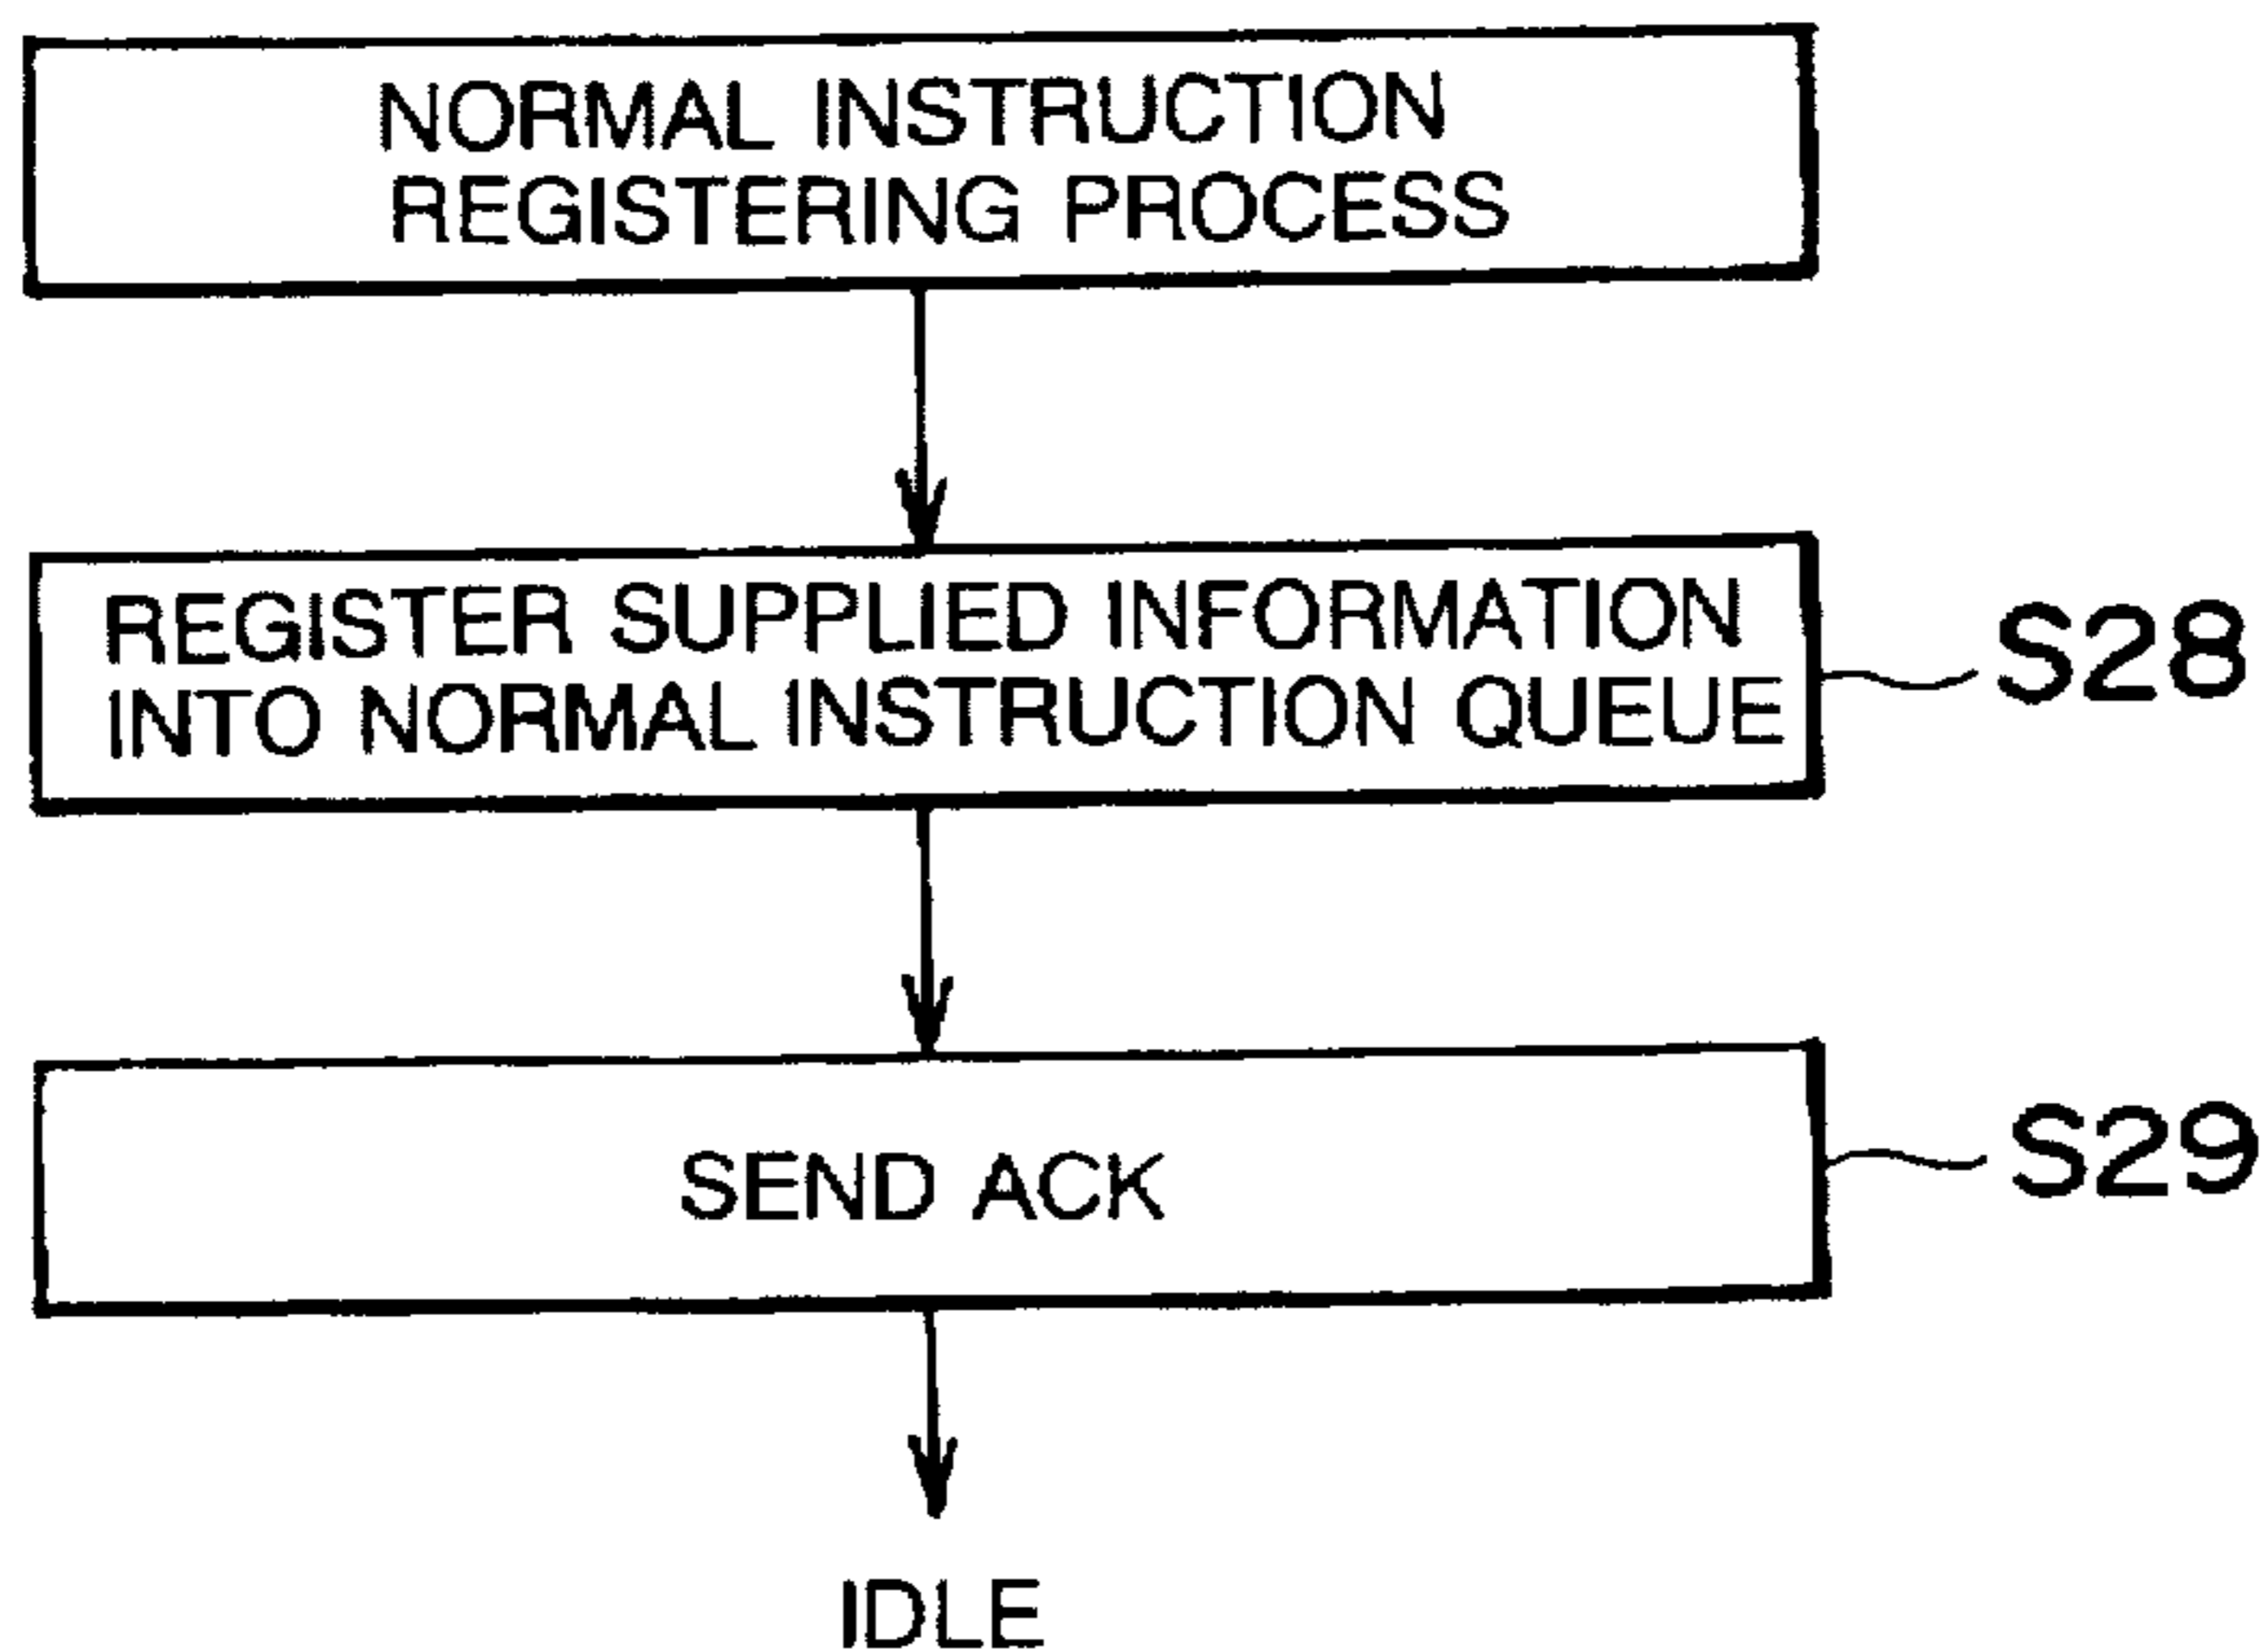 NORMAL INSTRUCTION
REGISTERING PROCESS
REGISTER SUPPLIED INFORMATION
INTO NORMAL INSTRUCTION QUEUE
S28
SEND ACK
S29
IDLE